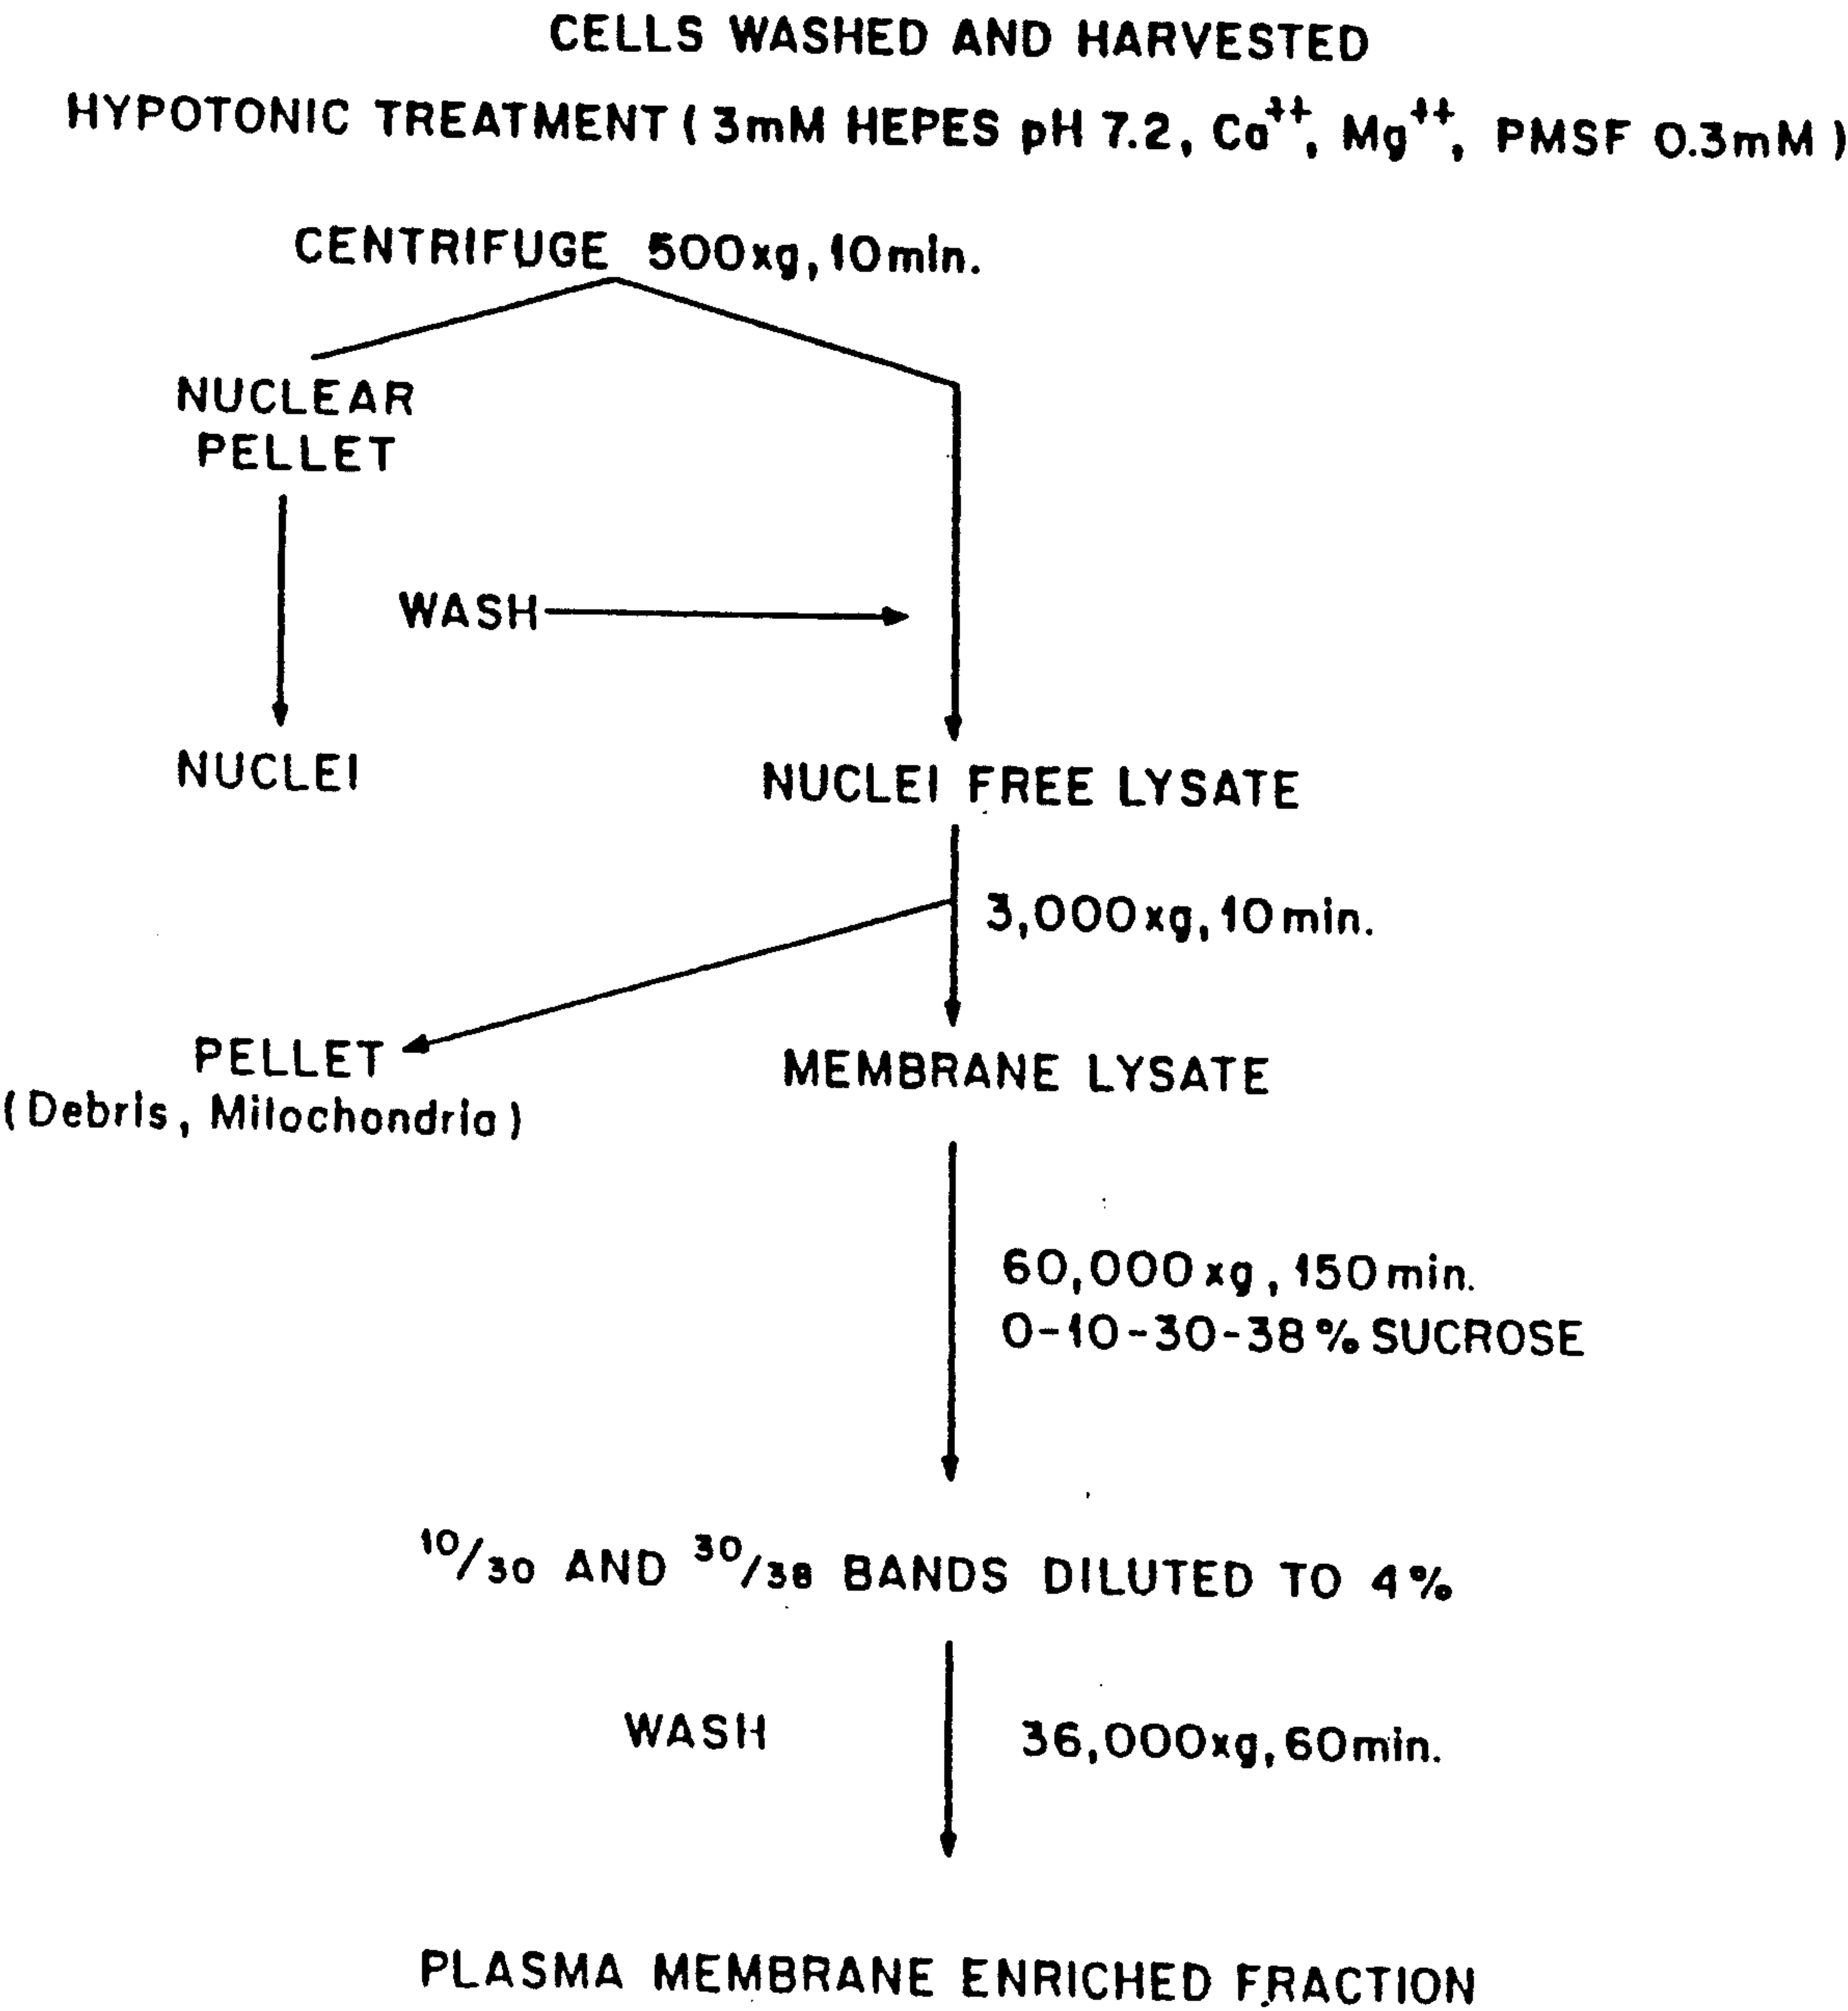 CELLS WASHED AND HARVESTED
HYPOTONIC TREATMENT ( 3mM HEPES pH 7.2, Ca⁺⁺, Mg⁺⁺, PMSF 0.3mM )
CENTRIFUGE 500xg, 10min.
NUCLEAR
PELLET
WASH
NUCLEI
NUCLEI FREE LYSATE
3,000xg, 10min.
PELLET
(Debris, Mitochondria)
MEMBRANE LYSATE
60,000xg, 150min.
0-10-30-38% SUCROSE
10/30 AND 30/38 BANDS DILUTED TO 4%
WASH
36,000xg, 60min.
PLASMA MEMBRANE ENRICHED FRACTION